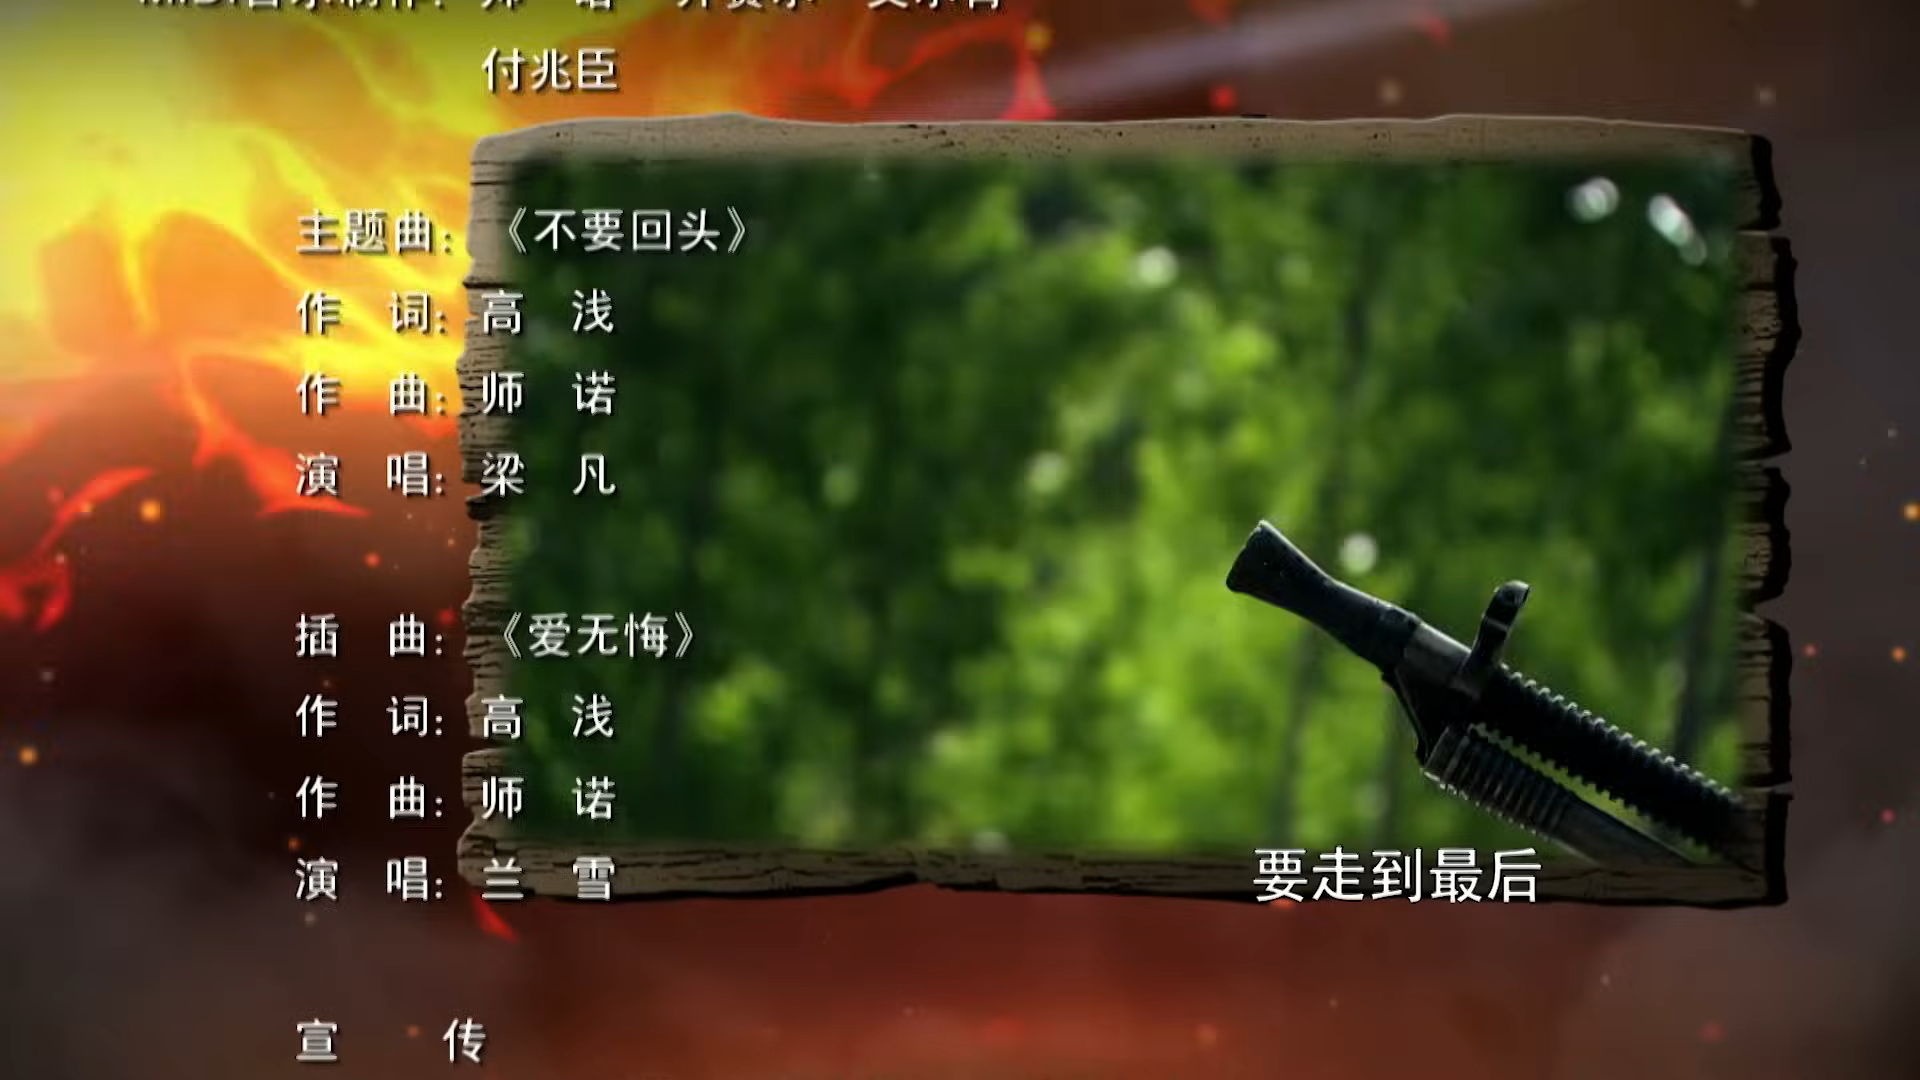 付兆臣
主题曲：《不要回头》
作　词：高　浅
作　曲：师　诺
演　唱：梁　凡
插　曲：《爱无悔》
作　词：高　浅
作　曲：师　诺
演　唱：兰　雪
要走到最后
宣　　传